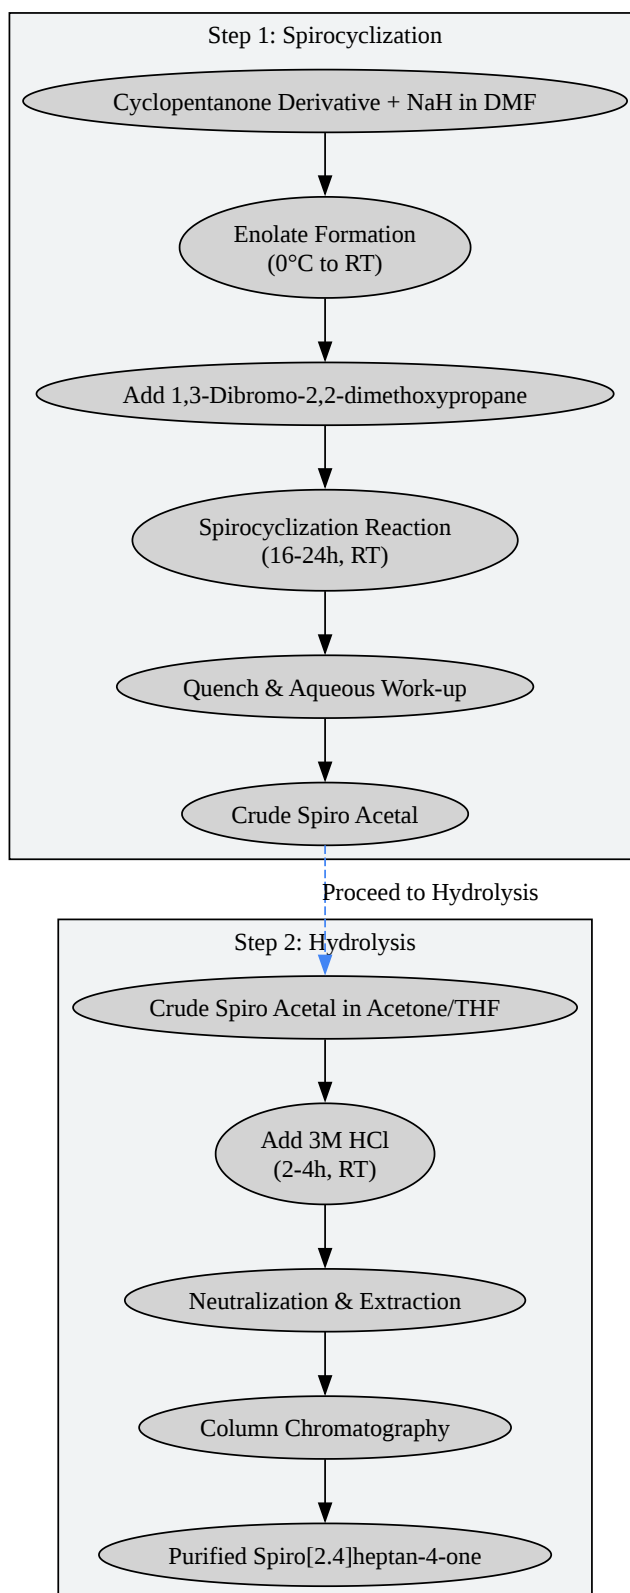 Step 1: Spirocyclization
Cyclopentanone Derivative + NaH in DMF
Enolate Formation
(0°C to RT)
Add 1,3-Dibromo-2,2-dimethoxypropane
Spirocyclization Reaction
(16-24h, RT)
Quench & Aqueous Work-up
Crude Spiro Acetal
Proceed to Hydrolysis
Step 2: Hydrolysis
Crude Spiro Acetal in Acetone/THF
Add 3M HCl
(2-4h, RT)
Neutralization & Extraction
Column Chromatography
Purified Spiro[2.4]heptan-4-one